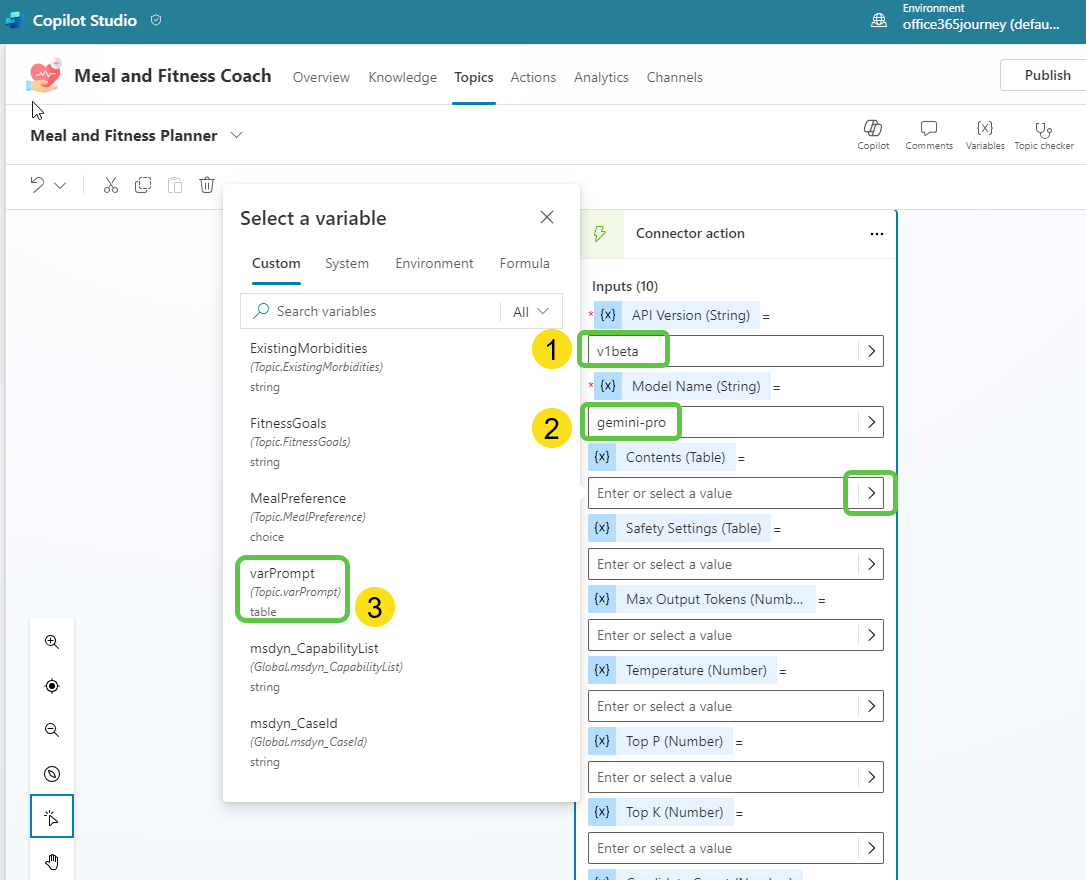 Copilot Studio
Environment
office365journey (defau...
Meal and Fitness Coach
Overview
Knowledge
Topics
Actions
Analytics
Channels
Publish
Meal and Fitness Planner
Copilot
Comments
{x}
Variables
Topic checker
Select a variable
Custom
System
Environment
Formula
Search variables
All
ExistingMorbidities
(Topic.ExistingMorbidities)
string
FitnessGoals
(Topic.FitnessGoals)
string
MealPreference
(Topic.MealPreference)
choice
varPrompt
(Topic.varPrompt)
table
3
msdyn_CapabilityList
(Global.msdyn_CapabilityList)
string
msdyn_CaseId
(Global.msdyn_CaseId)
string
Connector action
...
Inputs (10)
* {x} API Version (String) =
1
v1beta
* {x} Model Name (String) =
2
gemini-pro
{x} Contents (Table) =
Enter or select a value
{x} Safety Settings (Table) =
Enter or select a value
{x} Max Output Tokens (Numb... =
Enter or select a value
{x} Temperature (Number) =
Enter or select a value
{x} Top P (Number) =
Enter or select a value
{x} Top K (Number) =
Enter or select a value